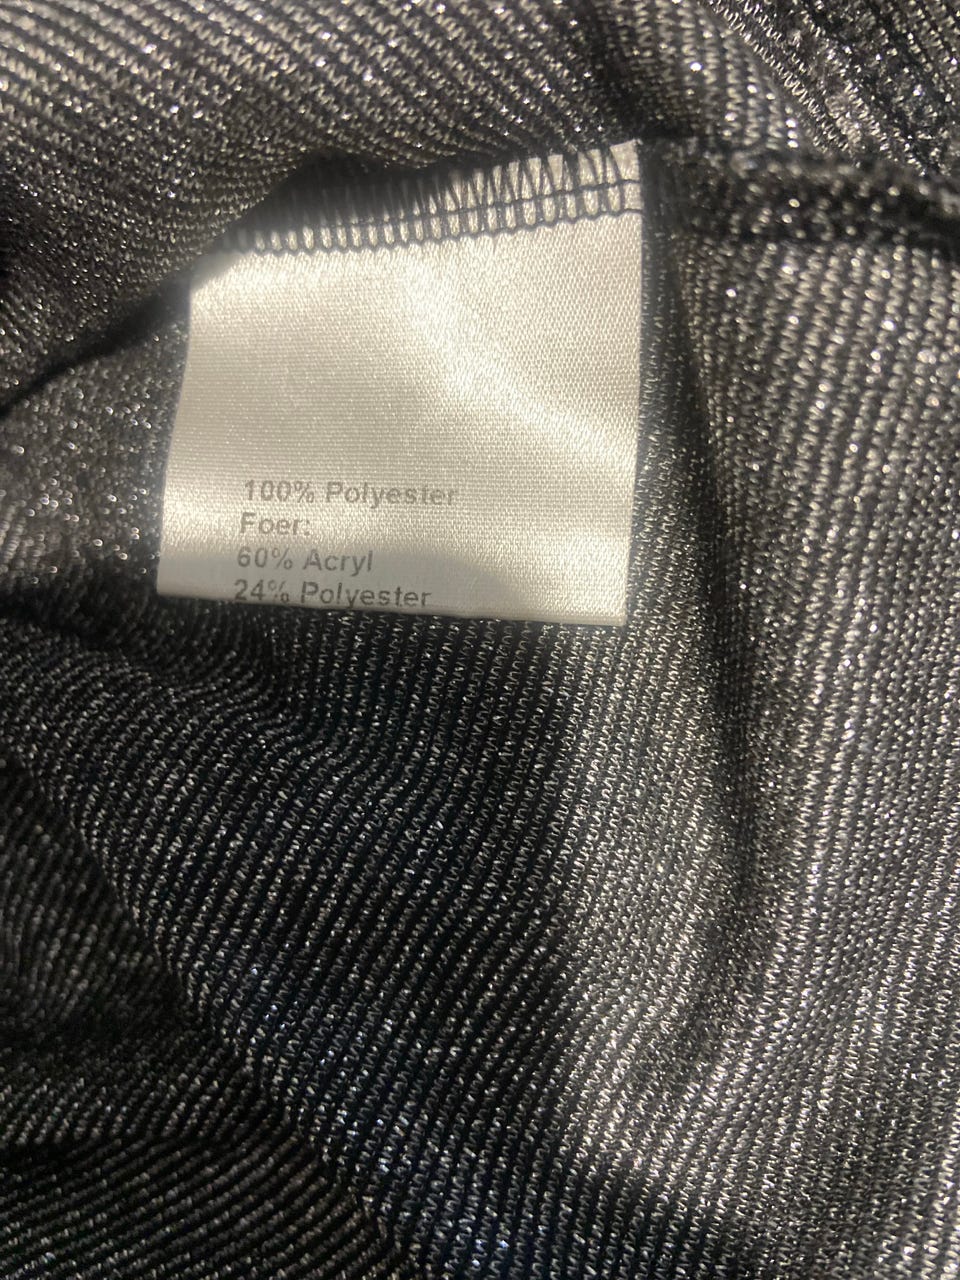 100% Polyester
Foer:
60% Acryl
24% Polyester